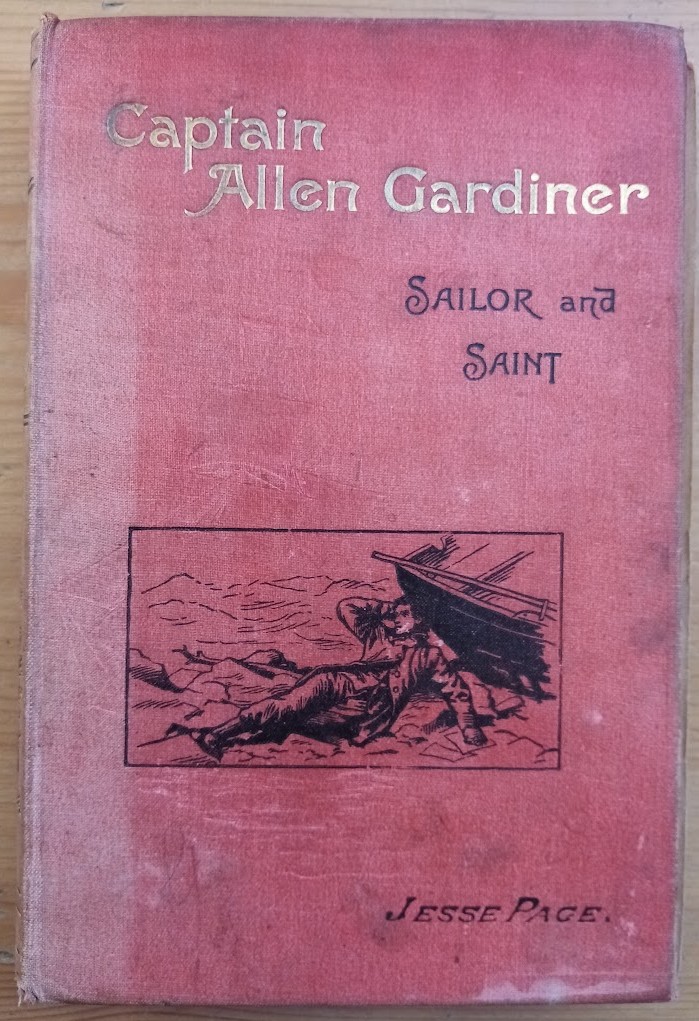 Captain
Allen Gardiner
SAILOR and
SAINT
JESSE PAGE.